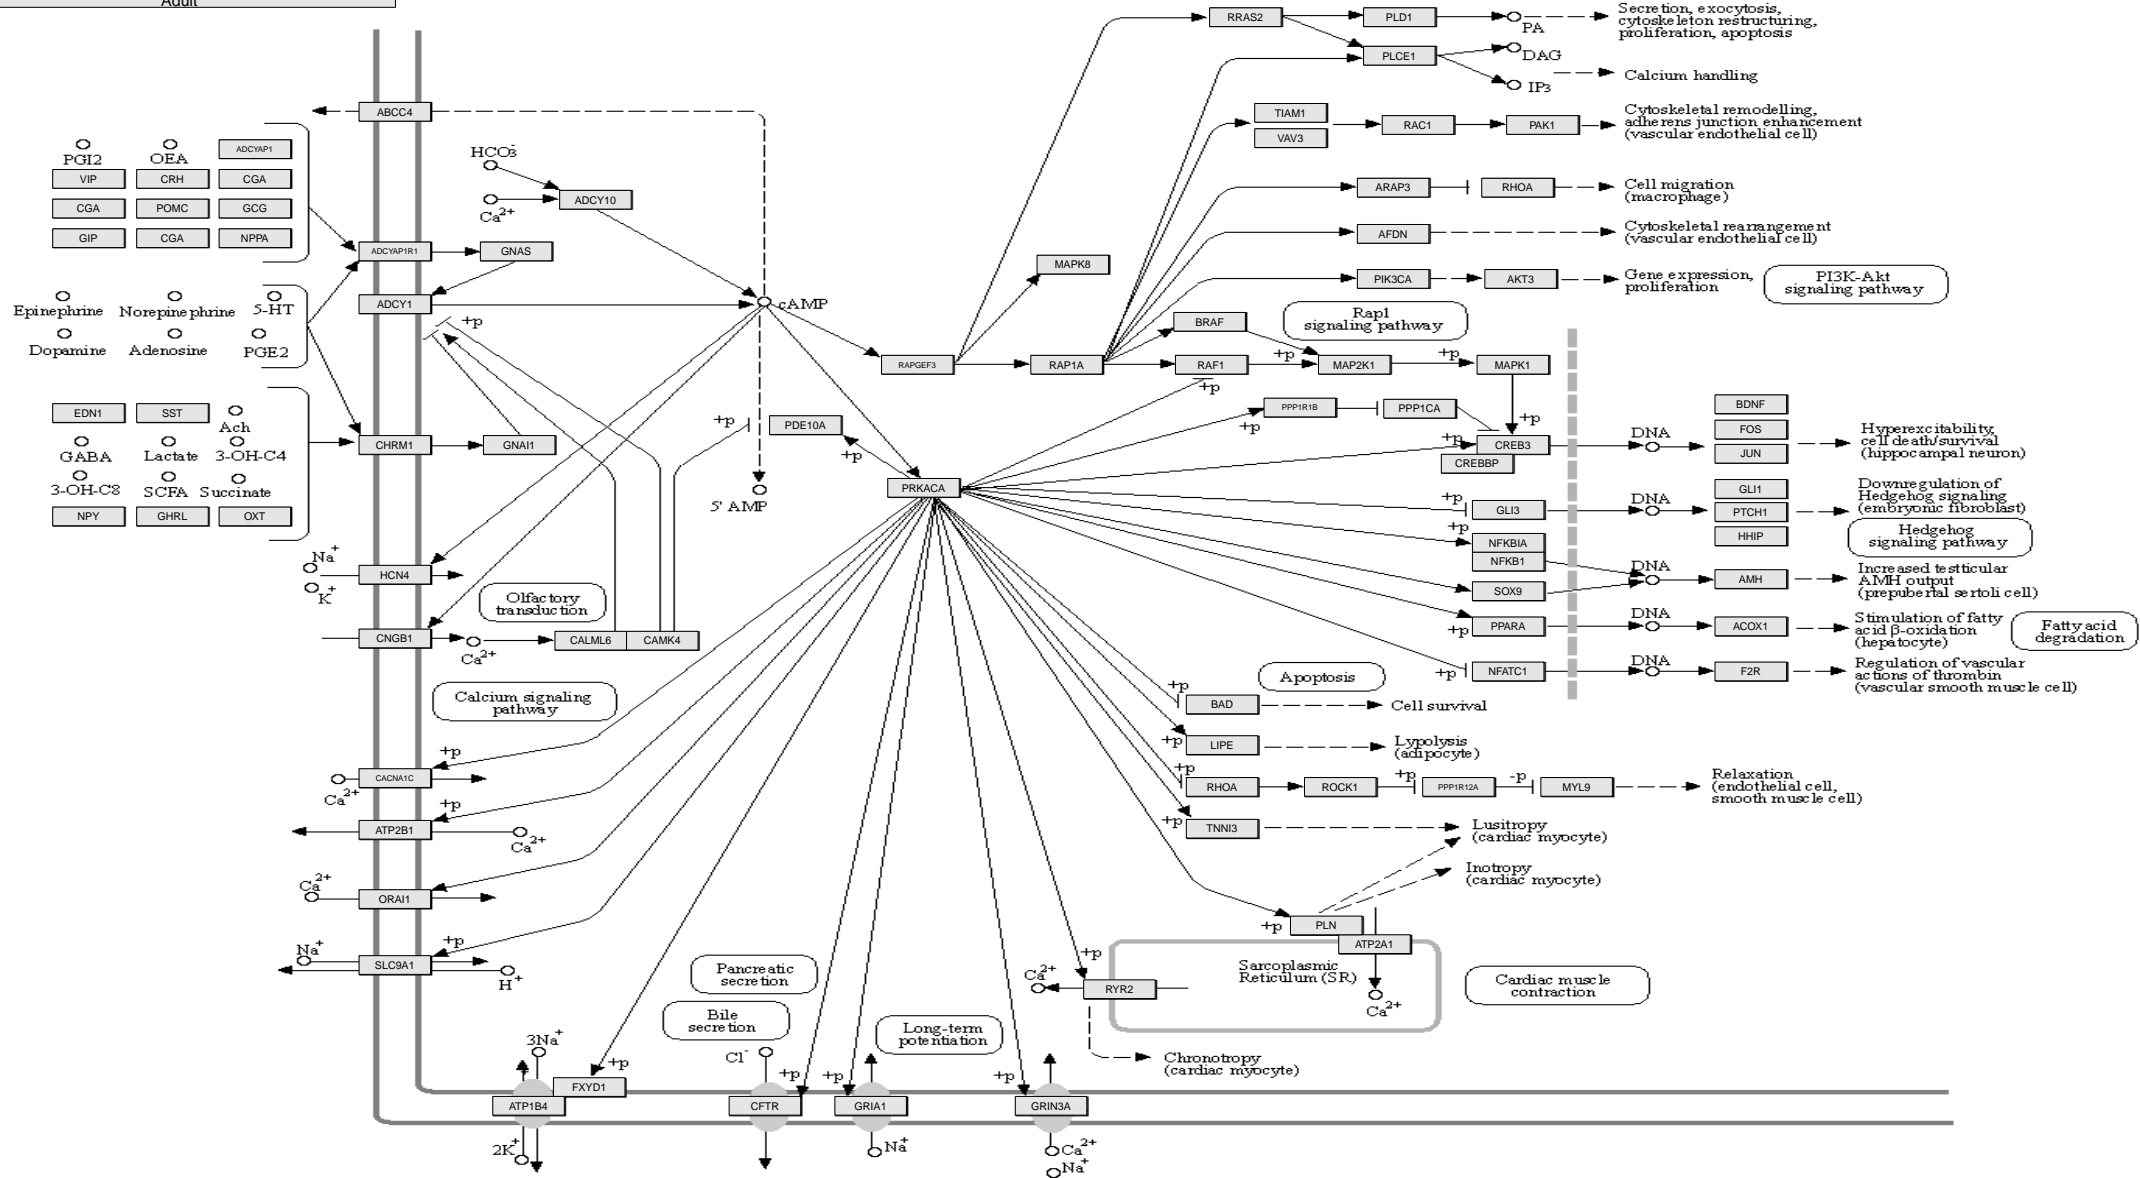 Adult
RRAS2
PLD1
PA
Secretion, exocytosis,
cytoskeleton restructuring,
proliferation, apoptosis
PLCE1
DAG
IP3
Calcium handling
ABCC4
TIAM1
VAV3
RAC1
PAK1
Cytoskeletal remodelling,
adherens junction enhancement
(vascular endothelial cell)
PGI2
OEA
ADCYAP1
VIP
CRH
CGA
CGA
POMC
GCG
GIP
CGA
NPPA
HCO3-
Ca2+
ADCY10
ARAP3
RHOA
Cell migration
(macrophage)
ADCYAP1R1
GNAS
AFDN
Cytoskeletal rearrangement
(vascular endothelial cell)
MAPK8
PIK3CA
AKT3
Gene expression,
proliferation
PI3K-Akt
signaling pathway
Epinephrine
Norepinephrine
5-HT
Dopamine
Adenosine
PGE2
ADCY1
+p
cAMP
BRAF
Rap1
signaling pathway
RAPGEF3
RAP1A
RAF1
+p
MAP2K1
+p
MAPK1
+p
EDN1
SST
Ach
GABA
Lactate
3-OH-C4
3-OH-C8
SCFA
Succinate
NPY
GHRL
OXT
CHRM1
GNAI1
+p
PDE10A
+p
5' AMP
PRKACA
PPP1R1B
+p
PPP1CA
+p
+p
CREB3
CREBBP
DNA
BDNF
FOS
JUN
Hyperexcitability,
cell death/survival
(hippocampal neuron)
+p
GLI3
DNA
GLI1
PTCH1
HHIP
Downregulation of
Hedgehog signaling
(embryonic fibroblast)
Hedgehog
signaling pathway
+p
NFKBIA
NFKB1
SOX9
DNA
AMH
Increased testticular
AMH output
(prepubertal sertoli cell)
+p
PPARA
DNA
ACOX1
Stimulation of fatty
acid β-oxidation
(hepatocyte)
Fatty acid
degradation
+p
NFATC1
DNA
F2R
Regulation of vascular
actions of thrombin
(vascular smooth muscle cell)
Na+
K+
HCN4
Olfactory
transduction
CNGB1
Ca2+
CALML6
CAMK4
Calcium signaling
pathway
Apoptosis
+p
BAD
Cell survival
+p
LIPE
Lypolysis
(adipocyte)
+p
RHOA
ROCK1
+p
PPP1R12A
-p
MYL9
Relaxation
(endothelial cell,
smooth muscle cell)
+p
TNNI3
Lusitropy
(cardiac myocyte)
Inotropy
(cardiac myocyte)
+p
Ca2+
CACNA1C
+p
ATP2B1
Ca2+
Ca2+
ORAI1
Na+
+p
SLC9A1
H+
+p
PLN
ATP2A1
Sarcoplasmic
Reticulum (SR)
Ca2+
Cardiac muscle
contraction
+p
Ca2+
RYR2
Pancreatic
secretion
Bile
secretion
Long-term
potentiation
Chronotropy
(cardiac myocyte)
3Na+
+p
FXYD1
ATP1B4
2K+
Cl-
+p
CFTR
+p
GRIA1
Na+
+p
GRIN3A
Ca2+
Na+